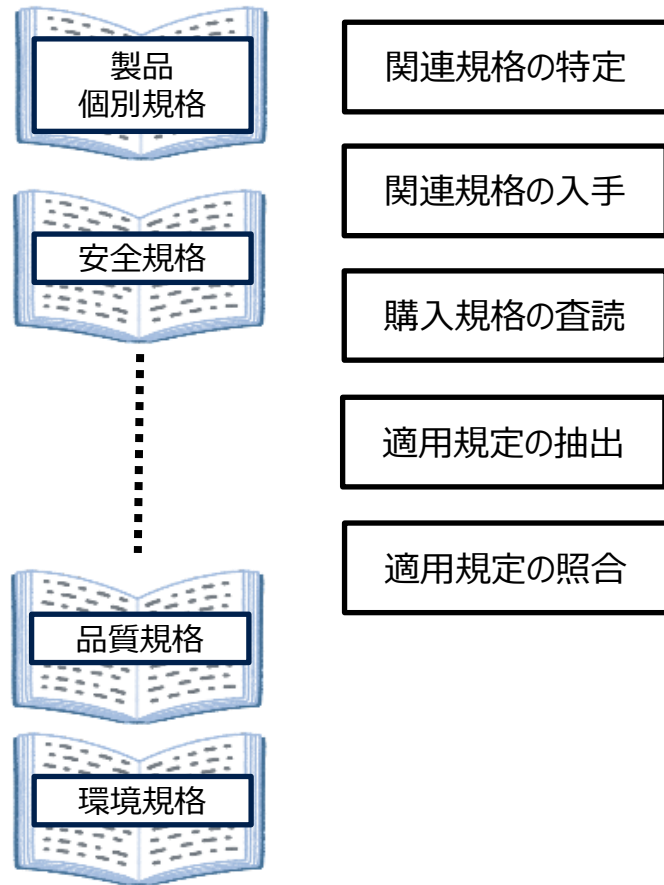 製品
個別規格
安全規格
品質規格
環境規格
関連規格の特定
関連規格の入手
購入規格の査読
適用規定の抽出
適用規定の照合